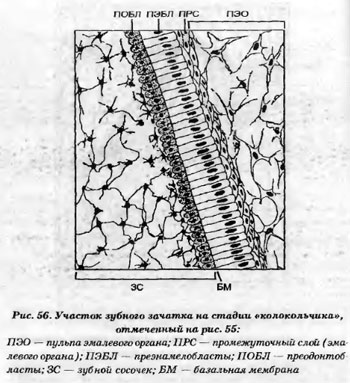 ПОБЛ ПЭБЛ ПРС ПЭО
ЗС БМ
Рис. 56. Участок зубного зачатка на стадии «колокольчика»,
отмеченный на рис. 55:
ПЭО — пульпа эмалевого органа; ПРС — промежуточный слой (эма-
левого органа); ПЭБЛ — преэнамелобласты; ПОБЛ — преодонтоб-
ласты; ЗС — зубной сосочек; БМ — базальная мембрана